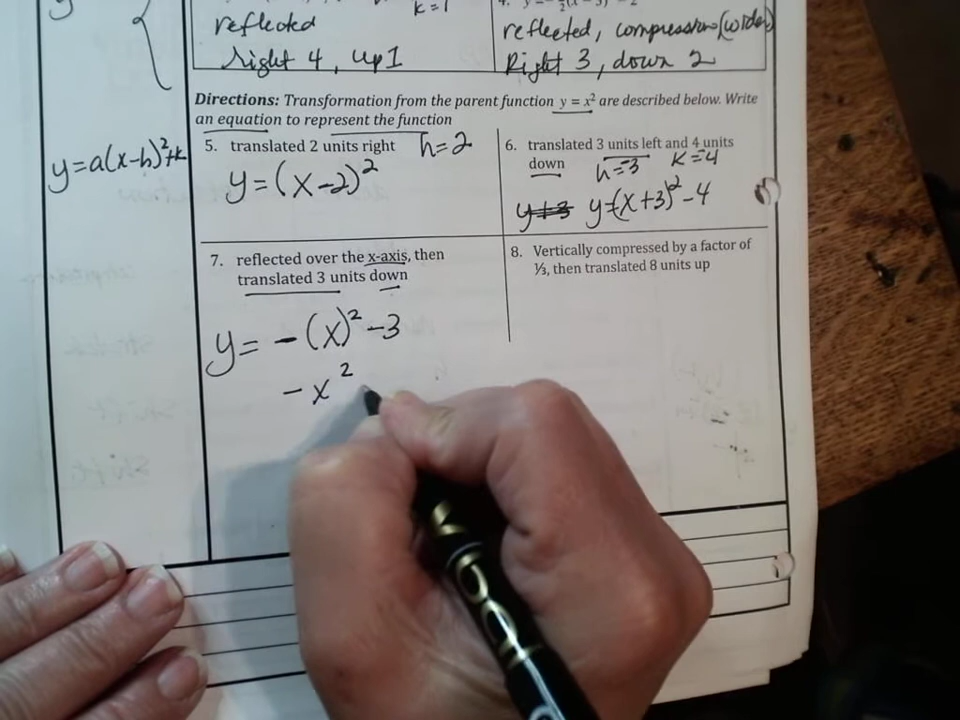 k=1
reflected
right 4, up 1
reflected, compression (wider)
Right 3, down 2
Directions: Transformation from the parent function y = x² are described below. Write
an equation to represent the function
y=a(x-h)²+k
5. translated 2 units right h=2
y=(x-2)²
6. translated 3 units left and 4 units
down h=-3 k=-4
y+3 y=(x+3)²-4
7. reflected over the x-axis, then
translated 3 units down
y= -(x)²-3
-x²
8. Vertically compressed by a factor of
⅓, then translated 8 units up